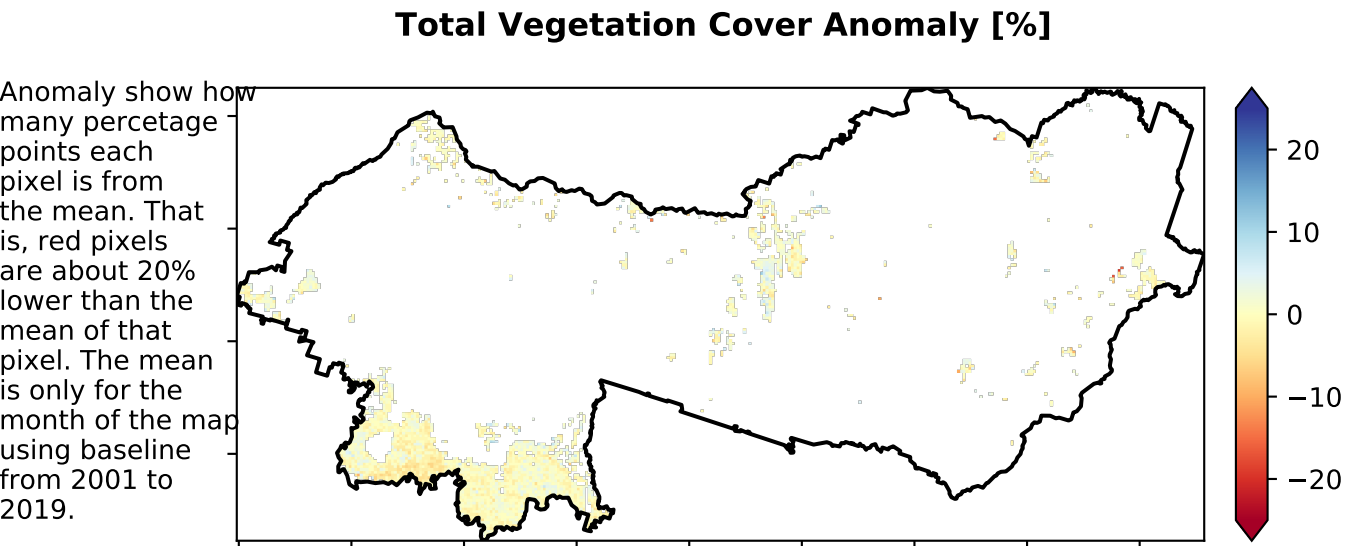 Total Vegetation Cover Anomaly [%]
Anomaly show how
many percetage
points each
pixel is from
the mean. That
is, red pixels
are about 20%
lower than the
mean of that
pixel. The mean
is only for the
month of the map
using baseline
from 2001 to
2019.
20
10
0
−10
−20